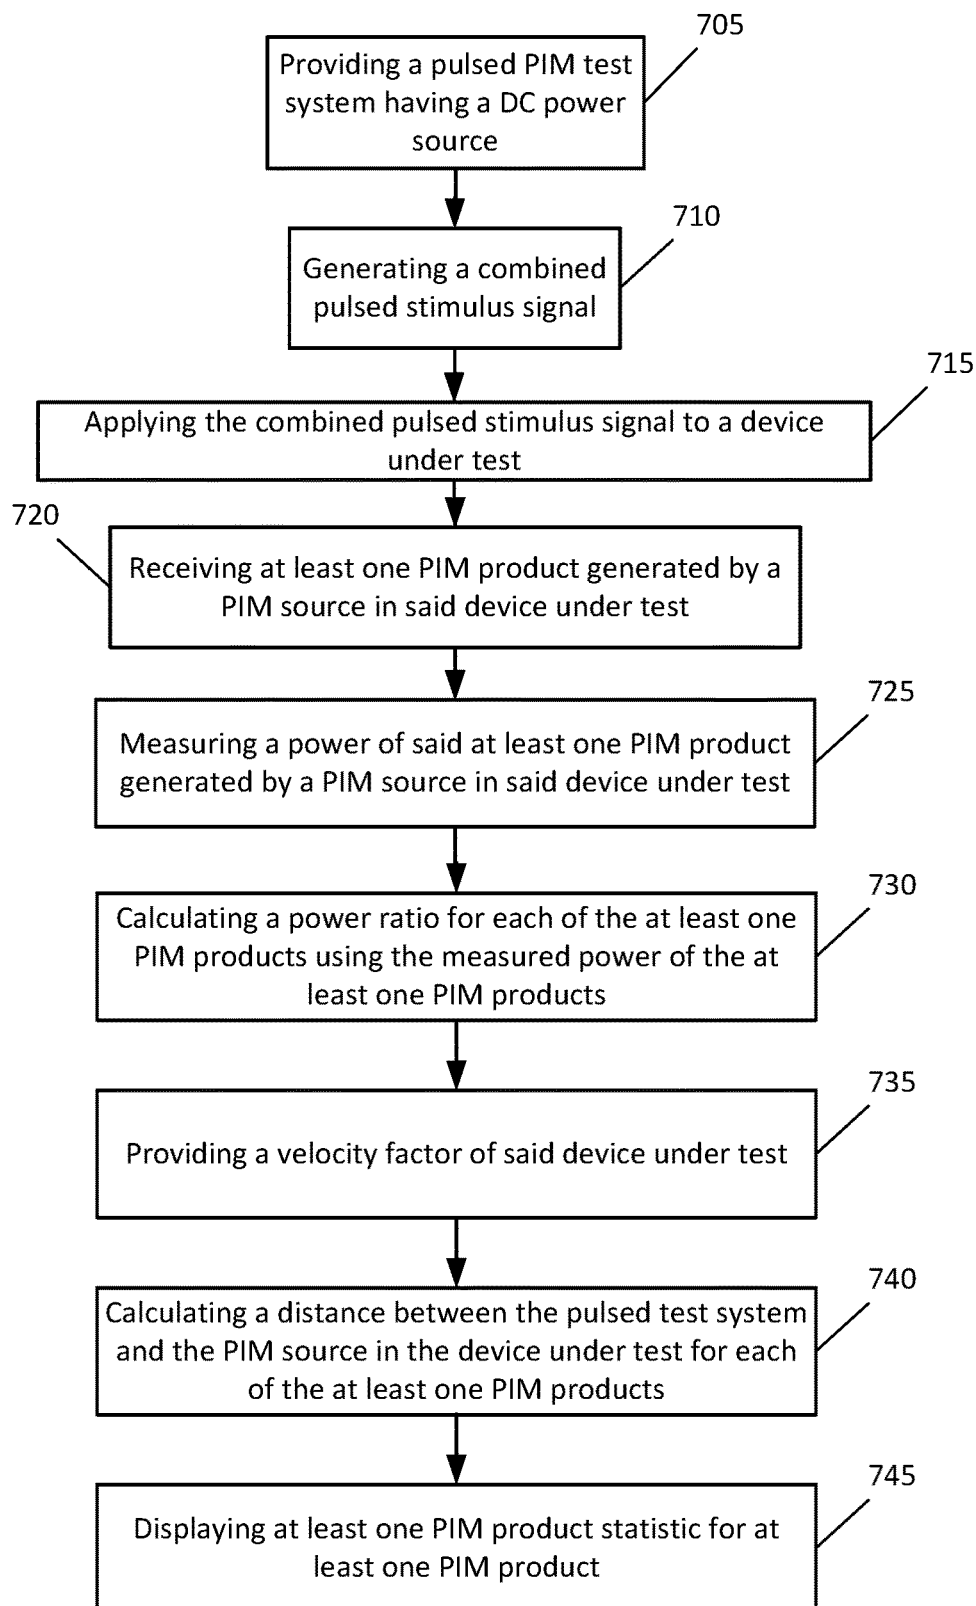 705
Providing a pulsed PIM test
system having a DC power
source
710
Generating a combined
pulsed stimulus signal
715
Applying the combined pulsed stimulus signal to a device
under test
720
Receiving at least one PIM product generated by a
PIM source in said device under test
725
Measuring a power of said at least one PIM product
generated by a PIM source in said device under test
730
Calculating a power ratio for each of the at least one
PIM products using the measured power of the at
least one PIM products
735
Providing a velocity factor of said device under test
740
Calculating a distance between the pulsed test system
and the PIM source in the device under test for each
of the at least one PIM products
745
Displaying at least one PIM product statistic for at
least one PIM product